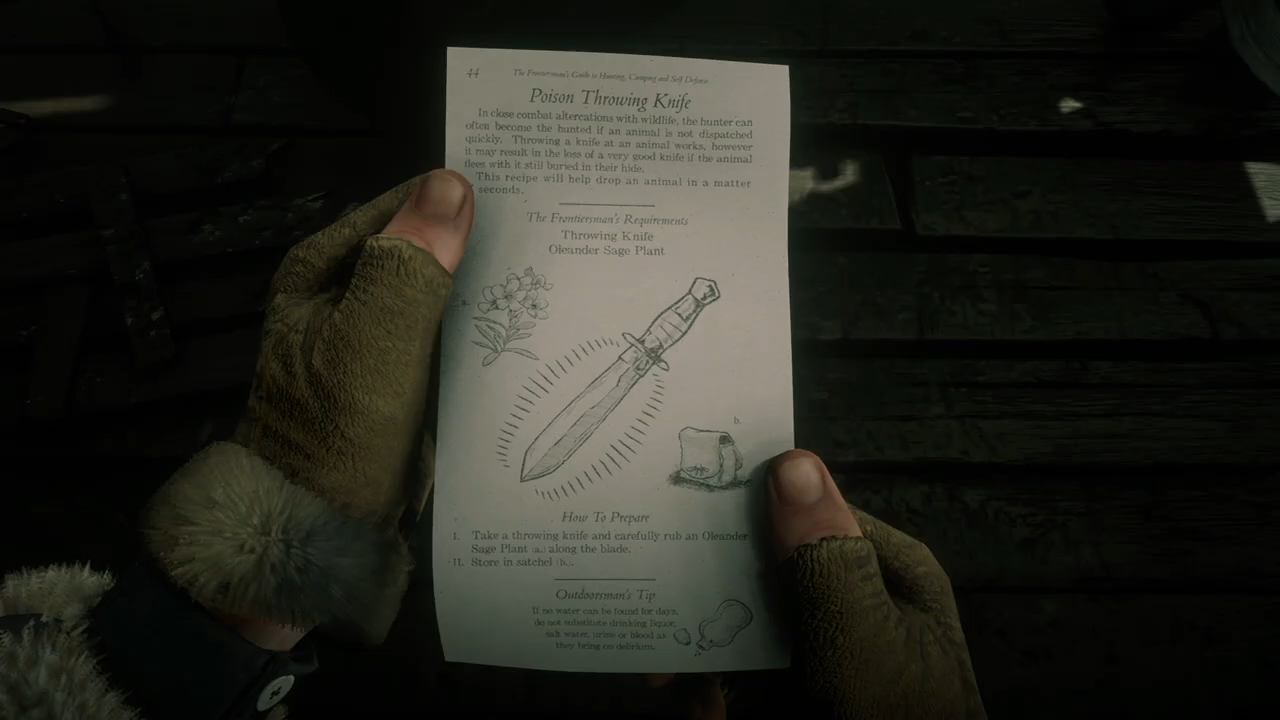 44
The Frontiersman's Guide to Hunting, Camping and Self Defense
Poison Throwing Knife
In close combat altercations with wildlife, the hunter can
often become the hunted if an animal is not dispatched
quickly. Throwing a knife at an animal works, however
it may result in the loss of a very good knife if the animal
flees with it still buried in their hide.
This recipe will help drop an animal in a matter
seconds.
The Frontiersman's Requirements
Throwing Knife
Oleander Sage Plant
a.
b.
How To Prepare
I. Take a throwing knife and carefully rub an Oleander
Sage Plant (a.) along the blade.
II. Store in satchel (b.).
Outdoorsman's Tip
If no water can be found for days,
do not substitute drinking liquor,
salt water, urine or blood as
they bring on delirium.